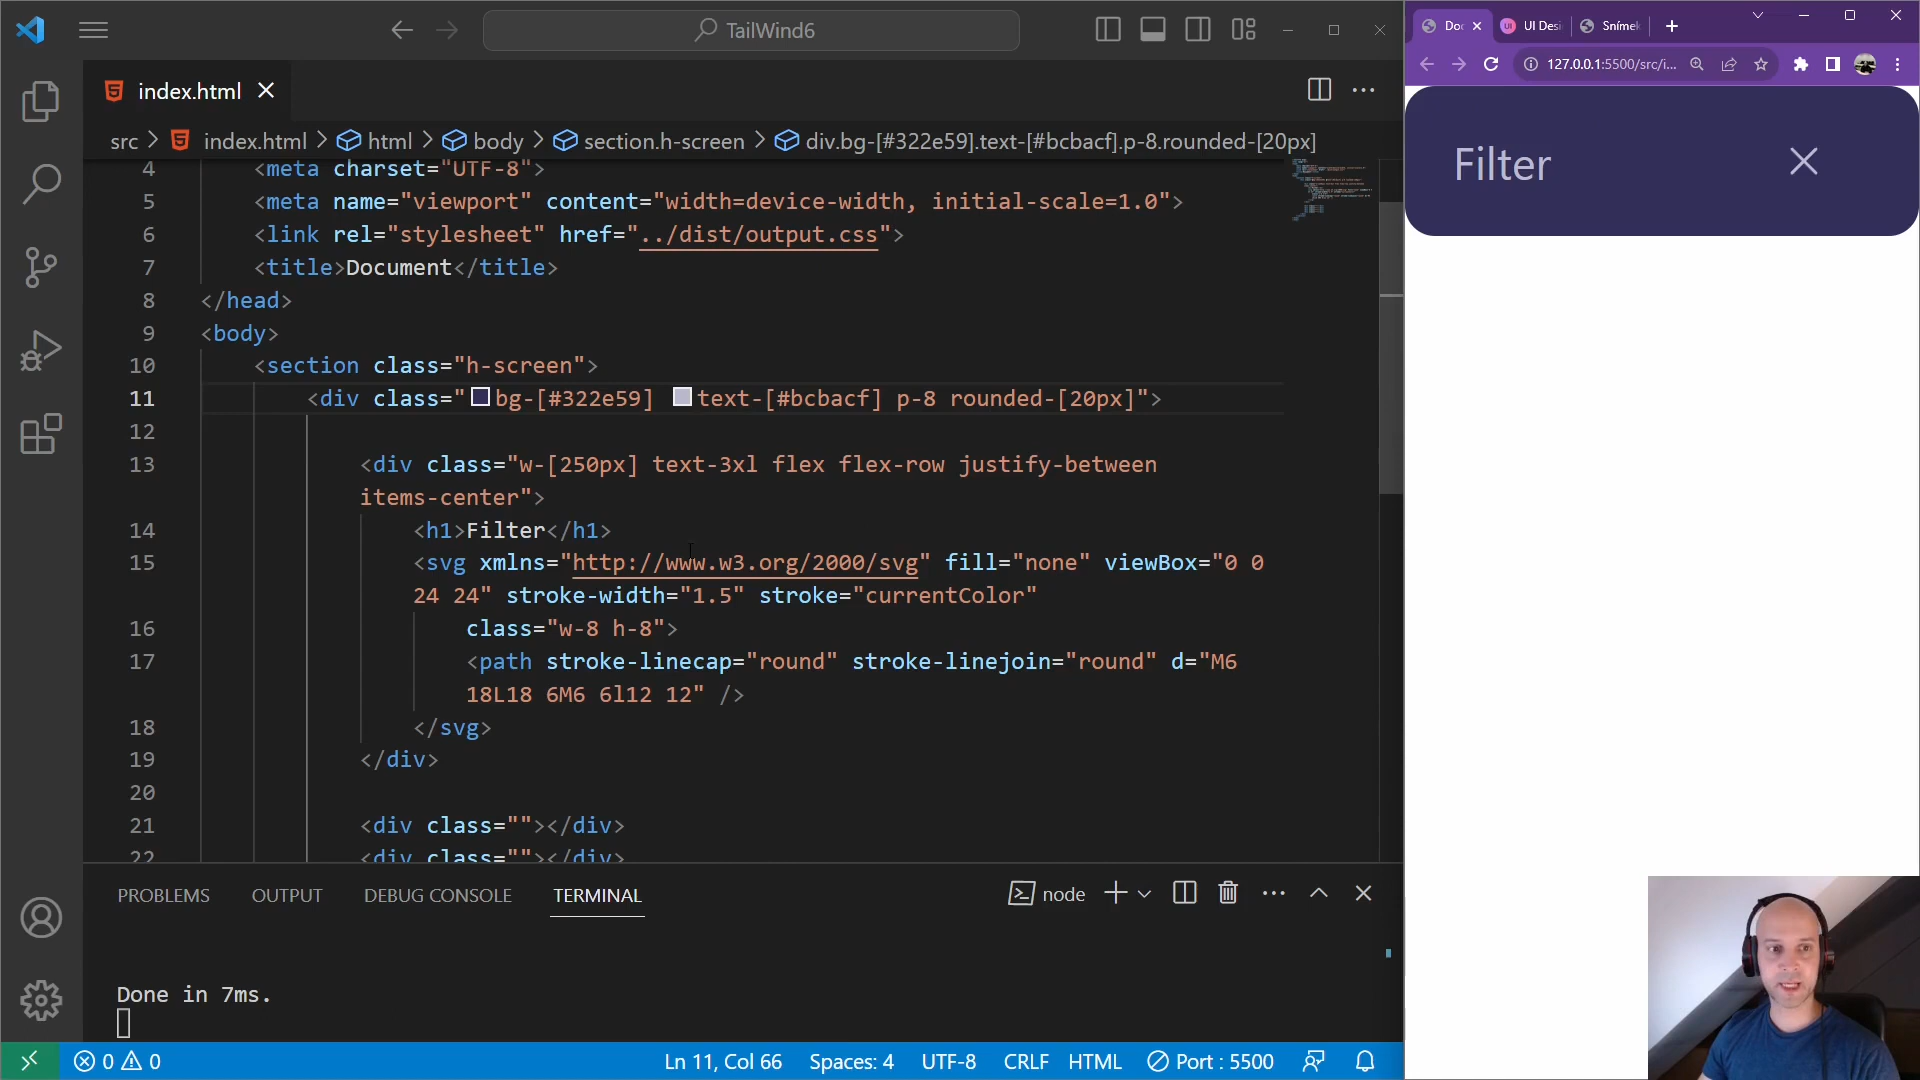 TailWind6
index.html
src > index.html > html > body > section.h-screen > div.bg-[#322e59].text-[#bcbacf].p-8.rounded-[20px]
4 <meta charset="UTF-8">
5 <meta name="viewport" content="width=device-width, initial-scale=1.0">
6 <link rel="stylesheet" href="../dist/output.css">
7 <title>Document</title>
8 </head>
9 <body>
10 <section class="h-screen">
11 <div class="bg-[#322e59] text-[#bcbacf] p-8 rounded-[20px]">
12
13 <div class="w-[250px] text-3xl flex flex-row justify-between
items-center">
14 <h1>Filter</h1>
15 <svg xmlns="http://www.w3.org/2000/svg" fill="none" viewBox="0 0
24 24" stroke-width="1.5" stroke="currentColor"
16 class="w-8 h-8">
17 <path stroke-linecap="round" stroke-linejoin="round" d="M6
18L18 6M6 6l12 12" />
18 </svg>
19 </div>
20
21 <div class=""></div>
22 <div class=""></div>
PROBLEMS OUTPUT DEBUG CONSOLE TERMINAL
node
Done in 7ms.
0 0
Ln 11, Col 66 Spaces: 4 UTF-8 CRLF HTML Port : 5500
Doc UI Desi Snímek
127.0.0.1:5500/src/i...
Filter